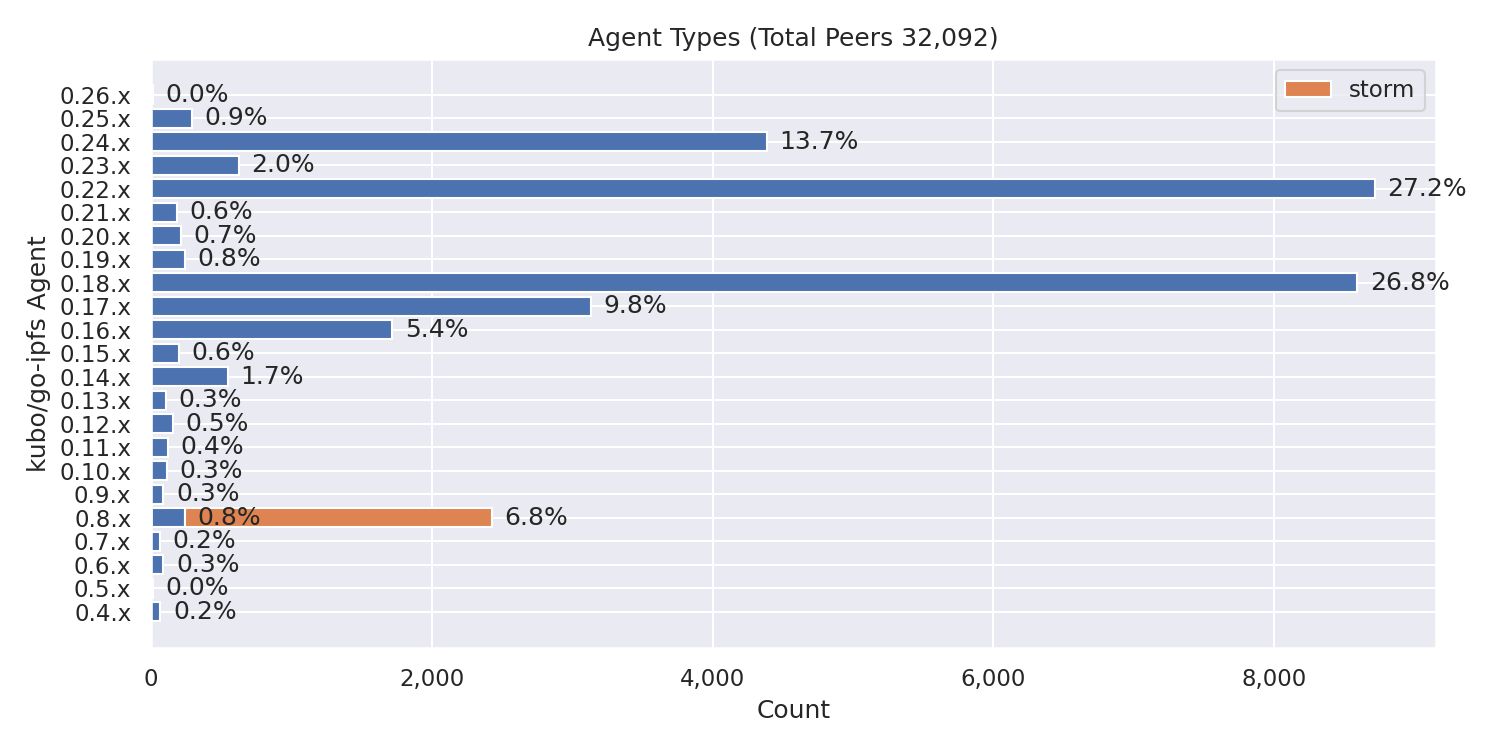 Agent Types (Total Peers 32,092)
storm
kubo/go-ipfs Agent
0.26.x 0.0%
0.25.x 0.9%
0.24.x 13.7%
0.23.x 2.0%
0.22.x 27.2%
0.21.x 0.6%
0.20.x 0.7%
0.19.x 0.8%
0.18.x 26.8%
0.17.x 9.8%
0.16.x 5.4%
0.15.x 0.6%
0.14.x 1.7%
0.13.x 0.3%
0.12.x 0.5%
0.11.x 0.4%
0.10.x 0.3%
0.9.x 0.3%
0.8.x 0.8% 6.8%
0.7.x 0.2%
0.6.x 0.3%
0.5.x 0.0%
0.4.x 0.2%
0 2,000 4,000 6,000 8,000
Count